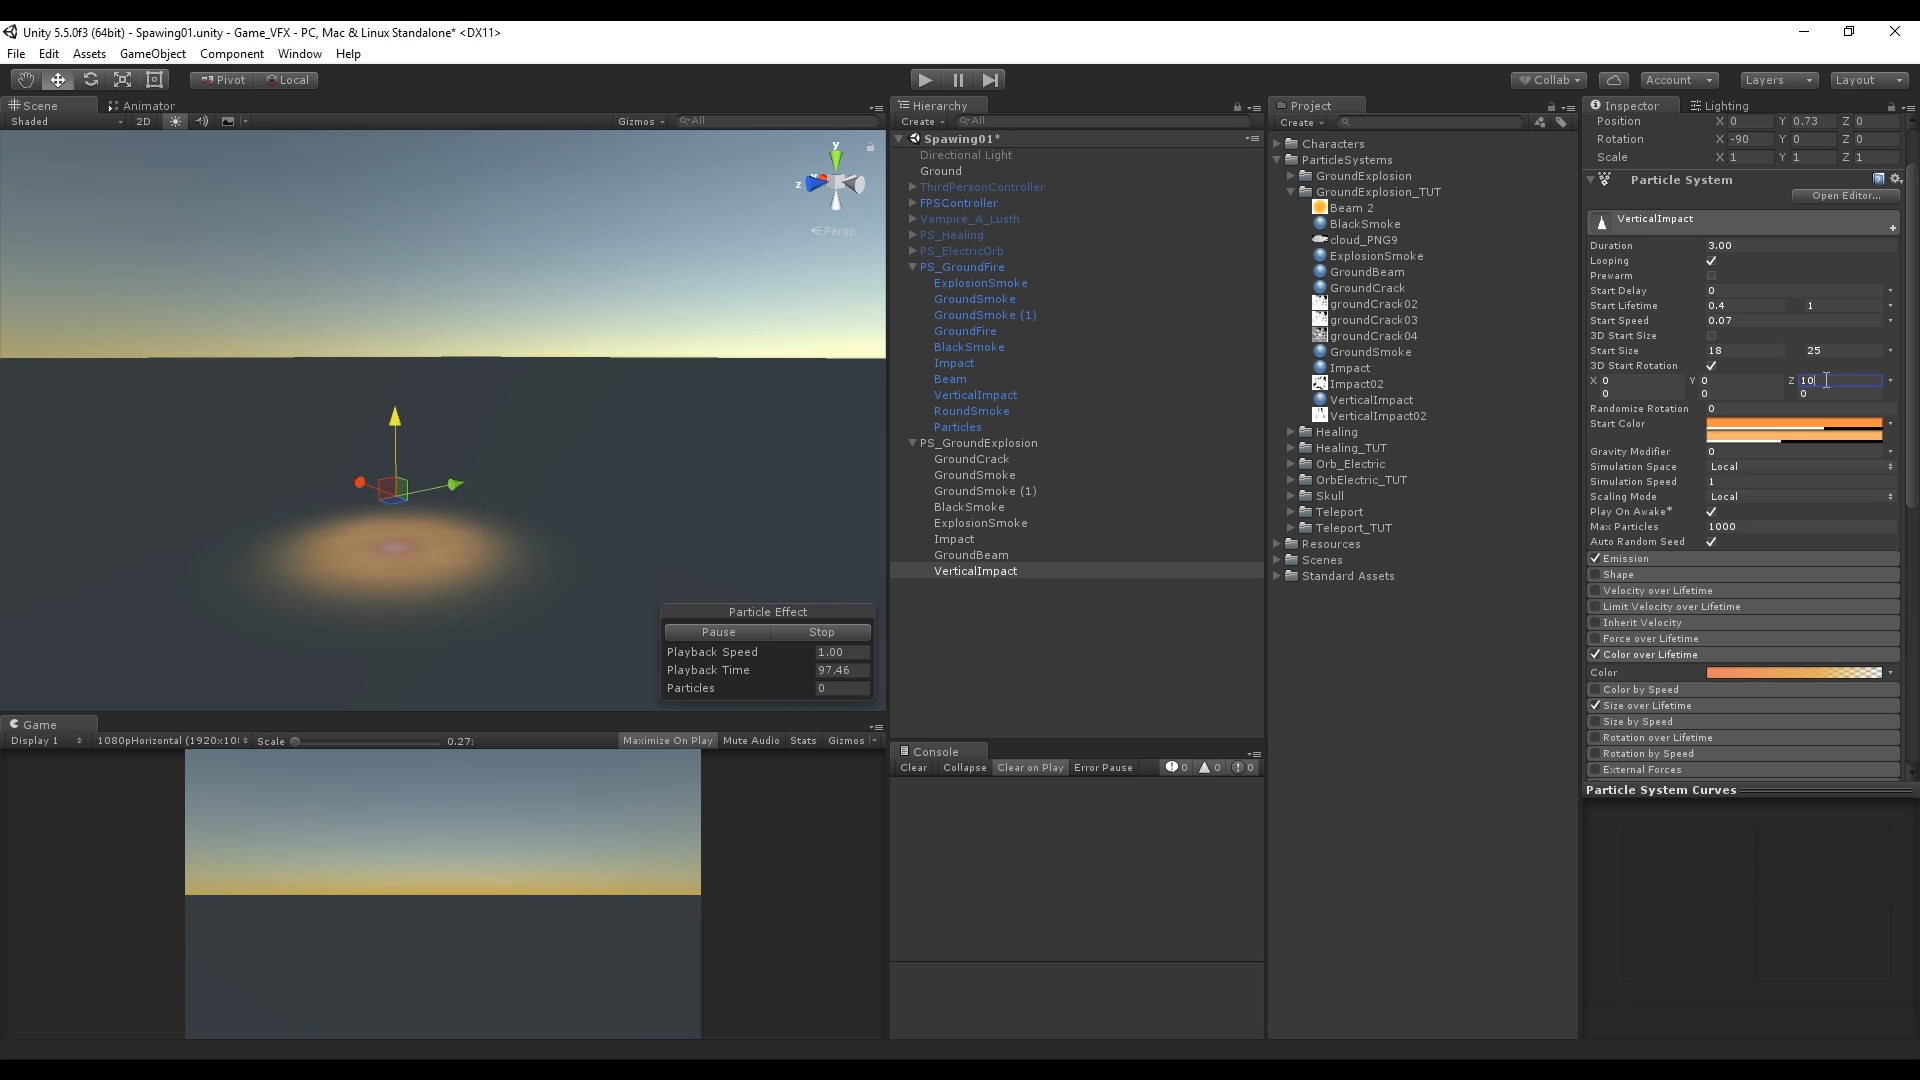 Unity 5.5.0f3 (64bit) - Spawing01.unity - Game_VFX - PC, Mac & Linux Standalone* <DX11>
File Edit Assets GameObject Component Window Help
Pivot Local Collab Account Layers Layout
Scene Animator
Shaded 2D Gizmos All
y
z
Persp
Particle Effect
Pause Stop
Playback Speed 1.00
Playback Time 97.46
Particles 0
Game
Display 1 1080pHorizontal (1920x10 Scale 0.27: Maximize On Play Mute Audio Stats Gizmos
Hierarchy
Create All
Spawing01*
Directional Light
Ground
ThirdPersonController
FPSController
Vampire_A_Lusth
PS_Healing
PS_ElectricOrb
PS_GroundFire
ExplosionSmoke
GroundSmoke
GroundSmoke (1)
GroundFire
BlackSmoke
Impact
Beam
VerticalImpact
RoundSmoke
Particles
PS_GroundExplosion
GroundCrack
GroundSmoke
GroundSmoke (1)
BlackSmoke
ExplosionSmoke
Impact
GroundBeam
VerticalImpact
Console
Clear Collapse Clear on Play Error Pause 0 0 0
Project
Create
Characters
ParticleSystems
GroundExplosion
GroundExplosion_TUT
Beam 2
BlackSmoke
cloud_PNG9
ExplosionSmoke
GroundBeam
GroundCrack
groundCrack02
groundCrack03
groundCrack04
GroundSmoke
Impact
Impact02
VerticalImpact
VerticalImpact02
Healing
Healing_TUT
Orb_Electric
OrbElectric_TUT
Skull
Teleport
Teleport_TUT
Resources
Scenes
Standard Assets
Inspector Lighting
Position X 0 Y 0.73 Z 0
Rotation X -90 Y 0 Z 0
Scale X 1 Y 1 Z 1
Particle System
Open Editor...
VerticalImpact
Duration 3.00
Looping
Prewarm
Start Delay 0
Start Lifetime 0.4 1
Start Speed 0.07
3D Start Size
Start Size 18 25
3D Start Rotation
X 0 Y 0 Z 10
0 0 0
Randomize Rotation 0
Start Color
Gravity Modifier 0
Simulation Space Local
Simulation Speed 1
Scaling Mode Local
Play On Awake*
Max Particles 1000
Auto Random Seed
Emission
Shape
Velocity over Lifetime
Limit Velocity over Lifetime
Inherit Velocity
Force over Lifetime
Color over Lifetime
Color
Color by Speed
Size over Lifetime
Size by Speed
Rotation over Lifetime
Rotation by Speed
External Forces
Particle System Curves